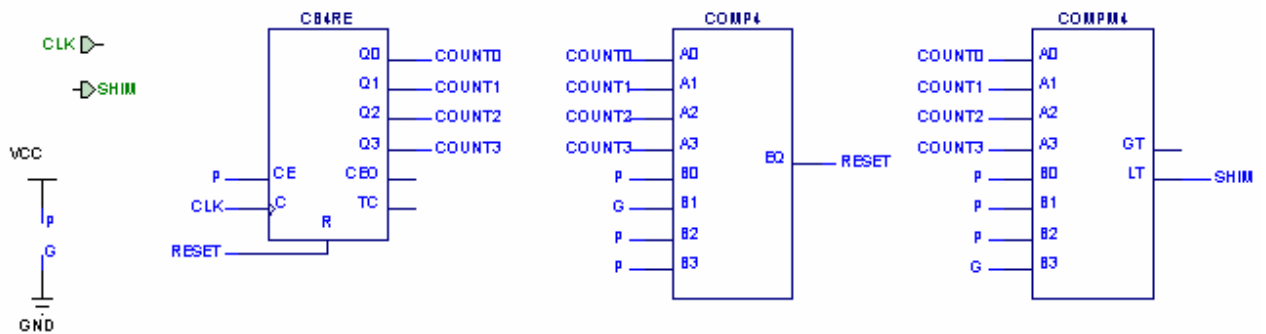 CB4RE
COMP4
COMPM4
CLK
SHIM
VCC
P
G
GND
Q0
COUNT0
Q1
COUNT1
Q2
COUNT2
Q3
COUNT3
P
CE
CEO
CLK
C
TC
R
RESET
COUNT0
A0
COUNT1
A1
COUNT2
A2
COUNT3
A3
P
B0
G
B1
P
B2
P
B3
EQ
RESET
COUNT0
A0
COUNT1
A1
COUNT2
A2
COUNT3
A3
P
B0
P
B1
P
B2
G
B3
GT
LT
SHIM